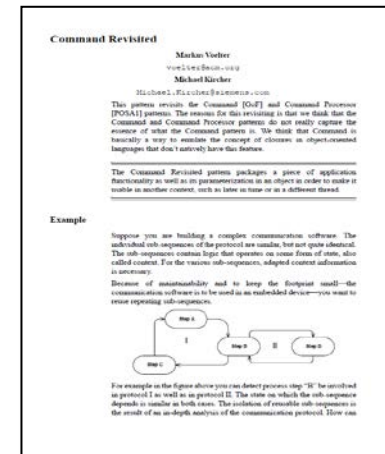 Command Revisited
Markus Voelter
voelter@acm.org
Michael Kircher
Michael.Kircher@siemens.com
This pattern revisits the Command [GoF] and Command Processor
[POSA1] patterns. The reasons for this revisiting is that we think that the
Command and Command Processor patterns do not really capture the
essence of what the Command pattern is. We think that Command is
basically a way to emulate the concept of closures in object-oriented
languages that don't natively have this feature.
The Command Revisited pattern packages a piece of application
functionality as well as its parameterization in an object in order to make it
usable in another context, such as later in time or in a different thread.
Example
Suppose you are building a complex communication software. The
individual sub-sequences of the protocol are similar, but not quite identical.
The sub-sequences contain logic that operates on some form of state, also
called context. For the various sub-sequences, adapted context information
is necessary.
Because of maintainability and to keep the footprint small—the
communication software is to be used in an embedded device—you want to
reuse repeating sub-sequences.
Step A
I
Step B
II
Step D
Step C
For example in the figure above you can detect process step "B" be involved
in protocol I as well as in protocol II. The state on which the sub-sequence
depends is similar in both cases. The isolation of reusable sub-sequences is
the result of an in-depth analysis of the communication protocol. How can